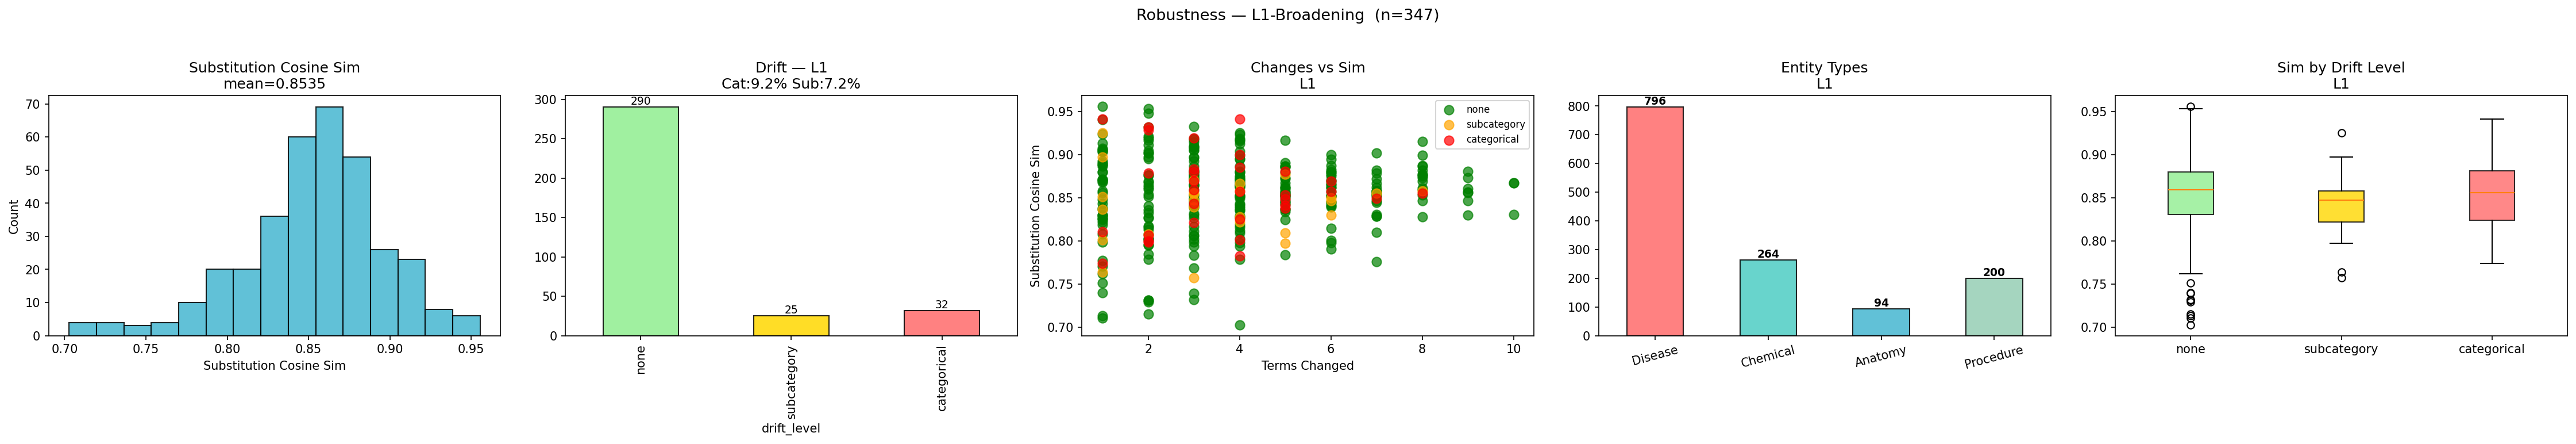 Robustness — L1-Broadening  (n=347)
Substitution Cosine Sim
mean=0.8535
Count
70
60
50
40
30
20
10
0
0.70 0.75 0.80 0.85 0.90 0.95
Substitution Cosine Sim
Drift — L1
Cat:9.2% Sub:7.2%
300
250
200
150
100
50
0
290
25
32
none
subcategory
categorical
drift_level
Changes vs Sim
L1
Substitution Cosine Sim
0.95
0.90
0.85
0.80
0.75
0.70
none
subcategory
categorical
2 4 6 8 10
Terms Changed
Entity Types
L1
800
700
600
500
400
300
200
100
0
796
264
94
200
Disease
Chemical
Anatomy
Procedure
Sim by Drift Level
L1
0.95
0.90
0.85
0.80
0.75
0.70
none subcategory categorical